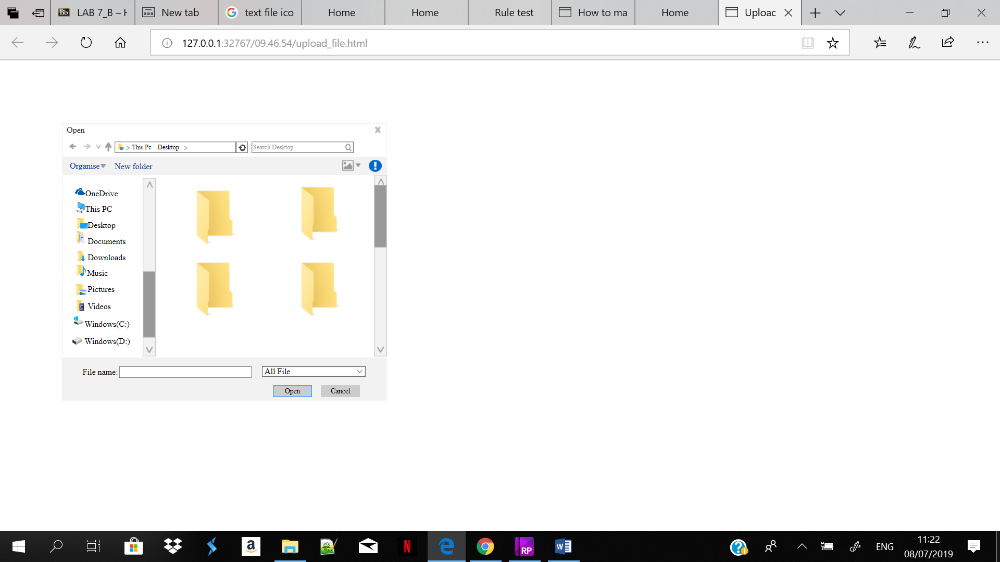 Bb LAB 7_B – H New tab text file ico Home Home Rule test How to ma Home Upload
127.0.0.1:32767/09.46.54/upload_file.html
Open
> This Pc Desktop > Search Desktop
Organise New folder
OneDrive
This PC
Desktop
Documents
Downloads
Music
Pictures
Videos
Windows(C:)
Windows(D:)
File name: All File
Open Cancel
a N RP W ENG 11:22
08/07/2019